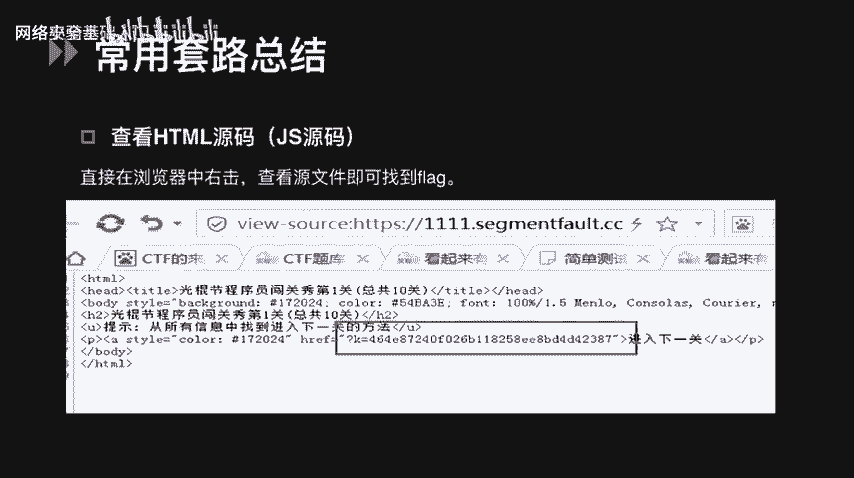 常用套路总结
查看HTML源码（JS源码）
直接在浏览器中右击，查看源文件即可找到flag。
view-source:https://1111.segmentfault.cc
CTF的来 CTF题库 看起来有 简单测试 看起来有
<html>
<head><title>光棍节程序员闯关秀第1关(总共10关)</title></head>
<body style="background: #172024; color: #54BA3E; font: 100%/1.5 Menlo, Consolas, Courier,
<h2>光棍节程序员闯关秀第1关(总共10关)</h2>
<u>提示: 从所有信息中找到进入下一关的方法</u>
<p><a style="color: #172024" href="?k=464e87240f026b118258ee8bd4d42387">进入下一关</a></p>
</body>
</html>